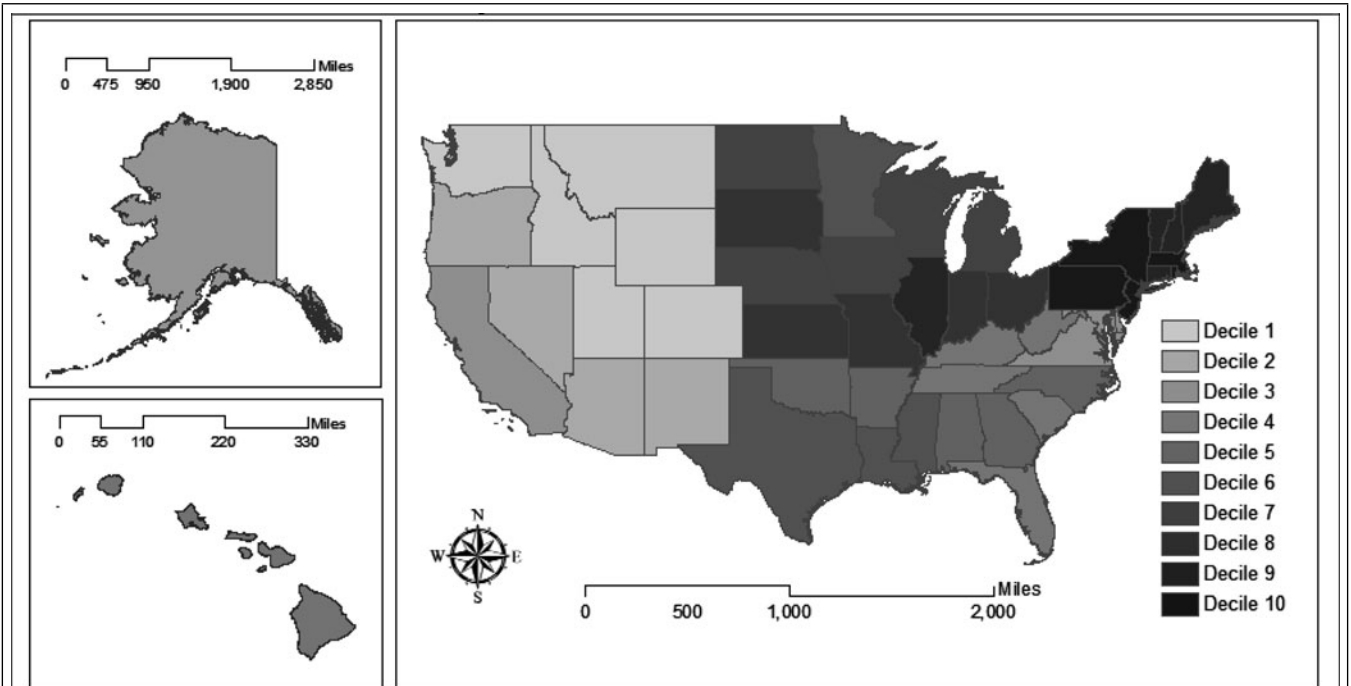 Miles
0 475 950 1,900 2,850
Miles
0 55 110 220 330
N
W E
S
Miles
0 500 1,000 2,000
Decile 1
Decile 2
Decile 3
Decile 4
Decile 5
Decile 6
Decile 7
Decile 8
Decile 9
Decile 10